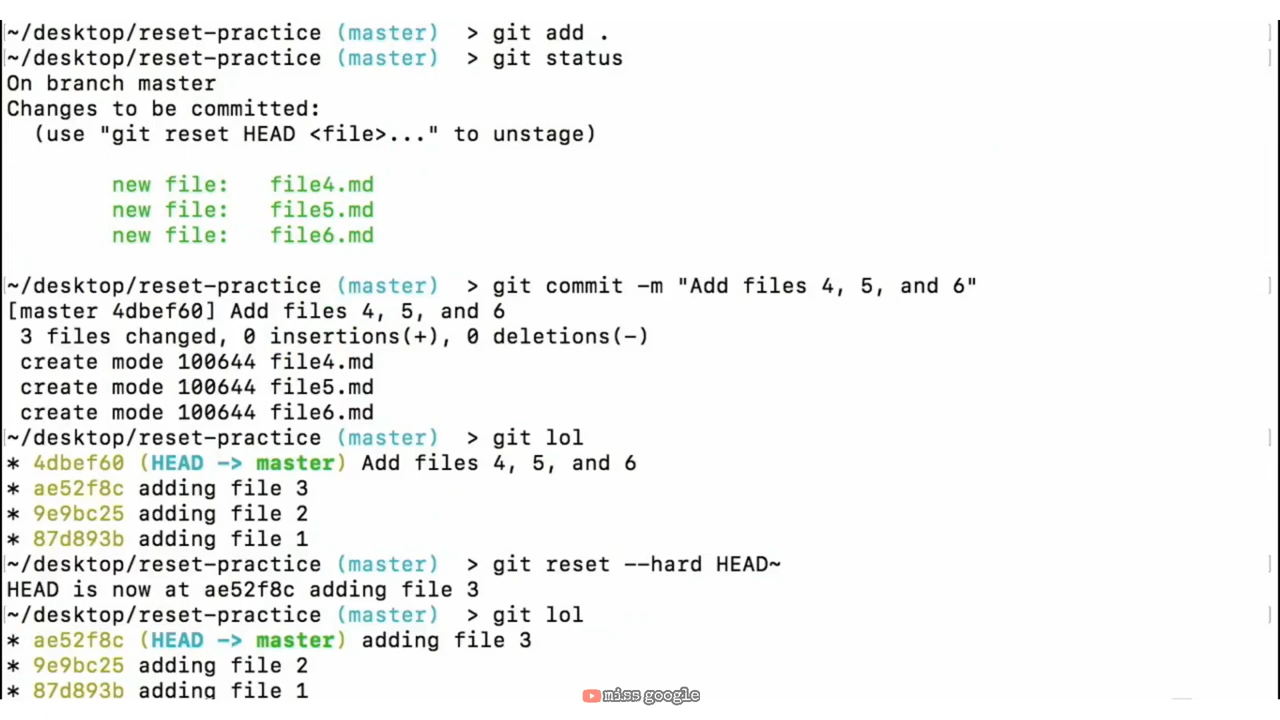 ~/desktop/reset-practice (master)  > git add .
~/desktop/reset-practice (master)  > git status
On branch master
Changes to be committed:
  (use "git reset HEAD <file>..." to unstage)
        new file:   file4.md
        new file:   file5.md
        new file:   file6.md
~/desktop/reset-practice (master)  > git commit -m "Add files 4, 5, and 6"
[master 4dbef60] Add files 4, 5, and 6
 3 files changed, 0 insertions(+), 0 deletions(-)
 create mode 100644 file4.md
 create mode 100644 file5.md
 create mode 100644 file6.md
~/desktop/reset-practice (master)  > git lol
* 4dbef60 (HEAD -> master) Add files 4, 5, and 6
* ae52f8c adding file 3
* 9e9bc25 adding file 2
* 87d893b adding file 1
~/desktop/reset-practice (master)  > git reset --hard HEAD~
HEAD is now at ae52f8c adding file 3
~/desktop/reset-practice (master)  > git lol
* ae52f8c (HEAD -> master) adding file 3
* 9e9bc25 adding file 2
* 87d893b adding file 1
miss google